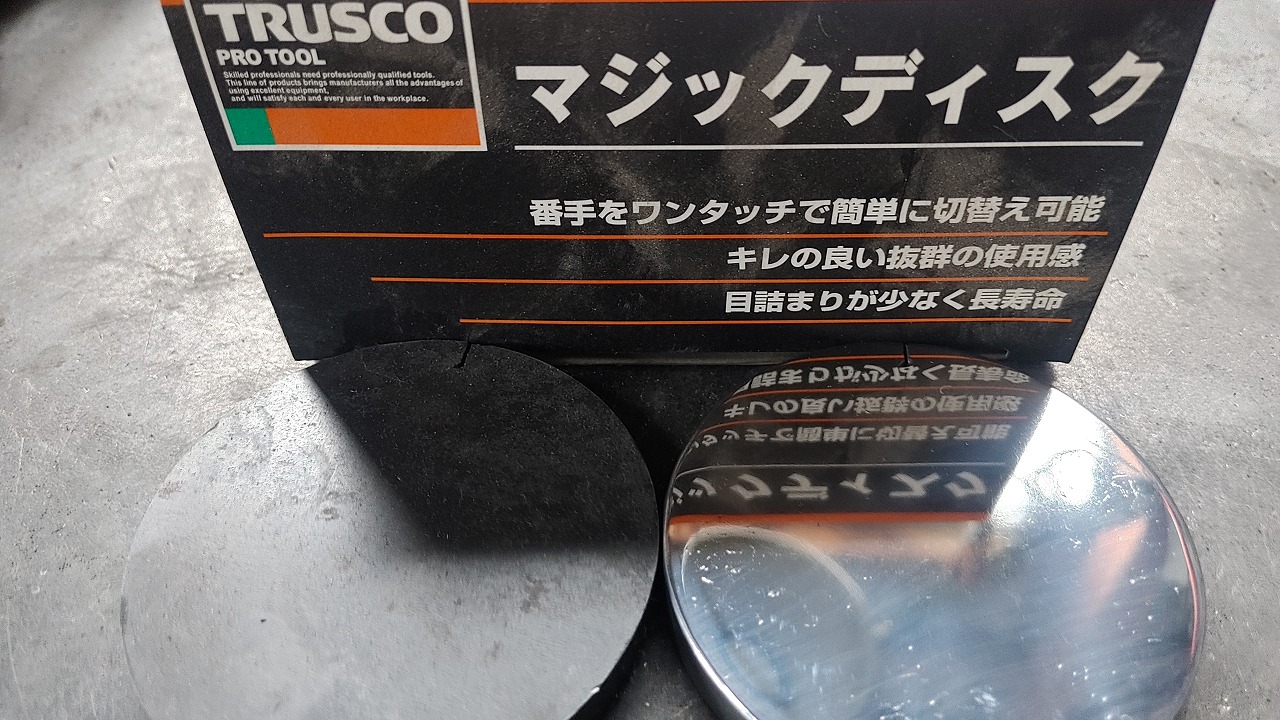 TRUSCO
PRO TOOL
Skilled professionals need professionally qualified tools.
This line of products brings manufacturers all the advantages of
using excellent equipment,
and will satisfy each and every user in the workplace.
マジックディスク
番手をワンタッチで簡単に切替え可能
キレの良い抜群の使用感
目詰まりが少なく長寿命